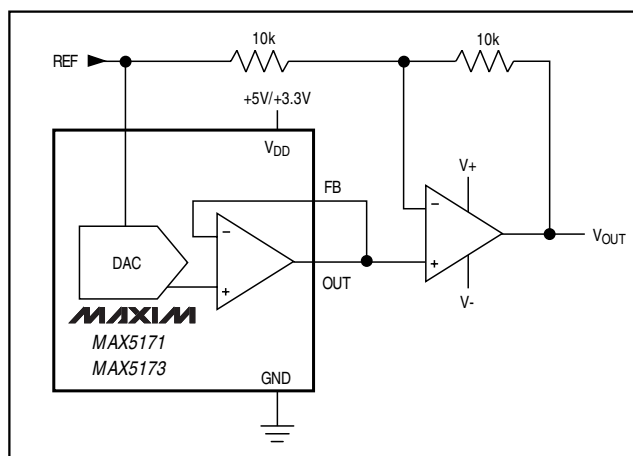 10k
10k
REF
+5V/+3.3V
VDD
FB
V+
-
-
DAC
VOUT
+
OUT
+
V-
MAXIM
MAX5171
MAX5173
GND